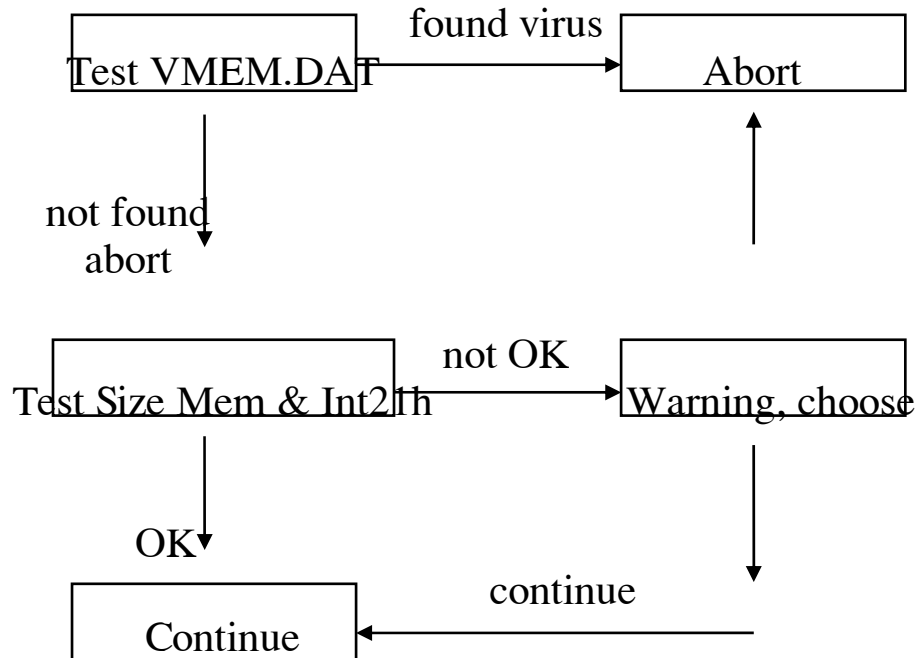 found virus
Test VMEM.DAT
Abort
not found
abort
not OK
Test Size Mem & Int21h
Warning, choose
OK
continue
Continue